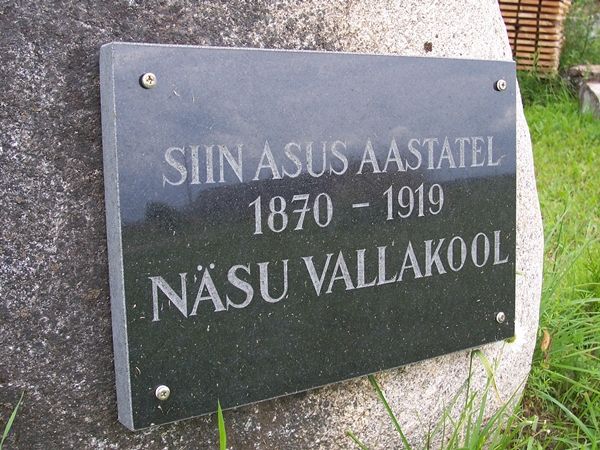 SIIN ASUS AASTATEL
1870 - 1919
NÄSU VALLAKOOL